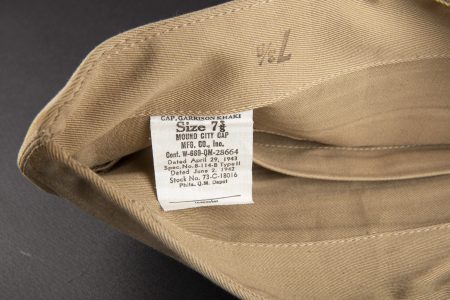 7⅜
CAP, GARRISON KHAKI
Size 7⅜
MOUND CITY CAP
MFG. CO., Inc.
Cont. W-669-QM-28664
Dated April 29, 1943
Spec. No. 8-114-B Type II
Dated June 2, 1942
Stock No. 73-C-18016
Phila. Q.M. Depot